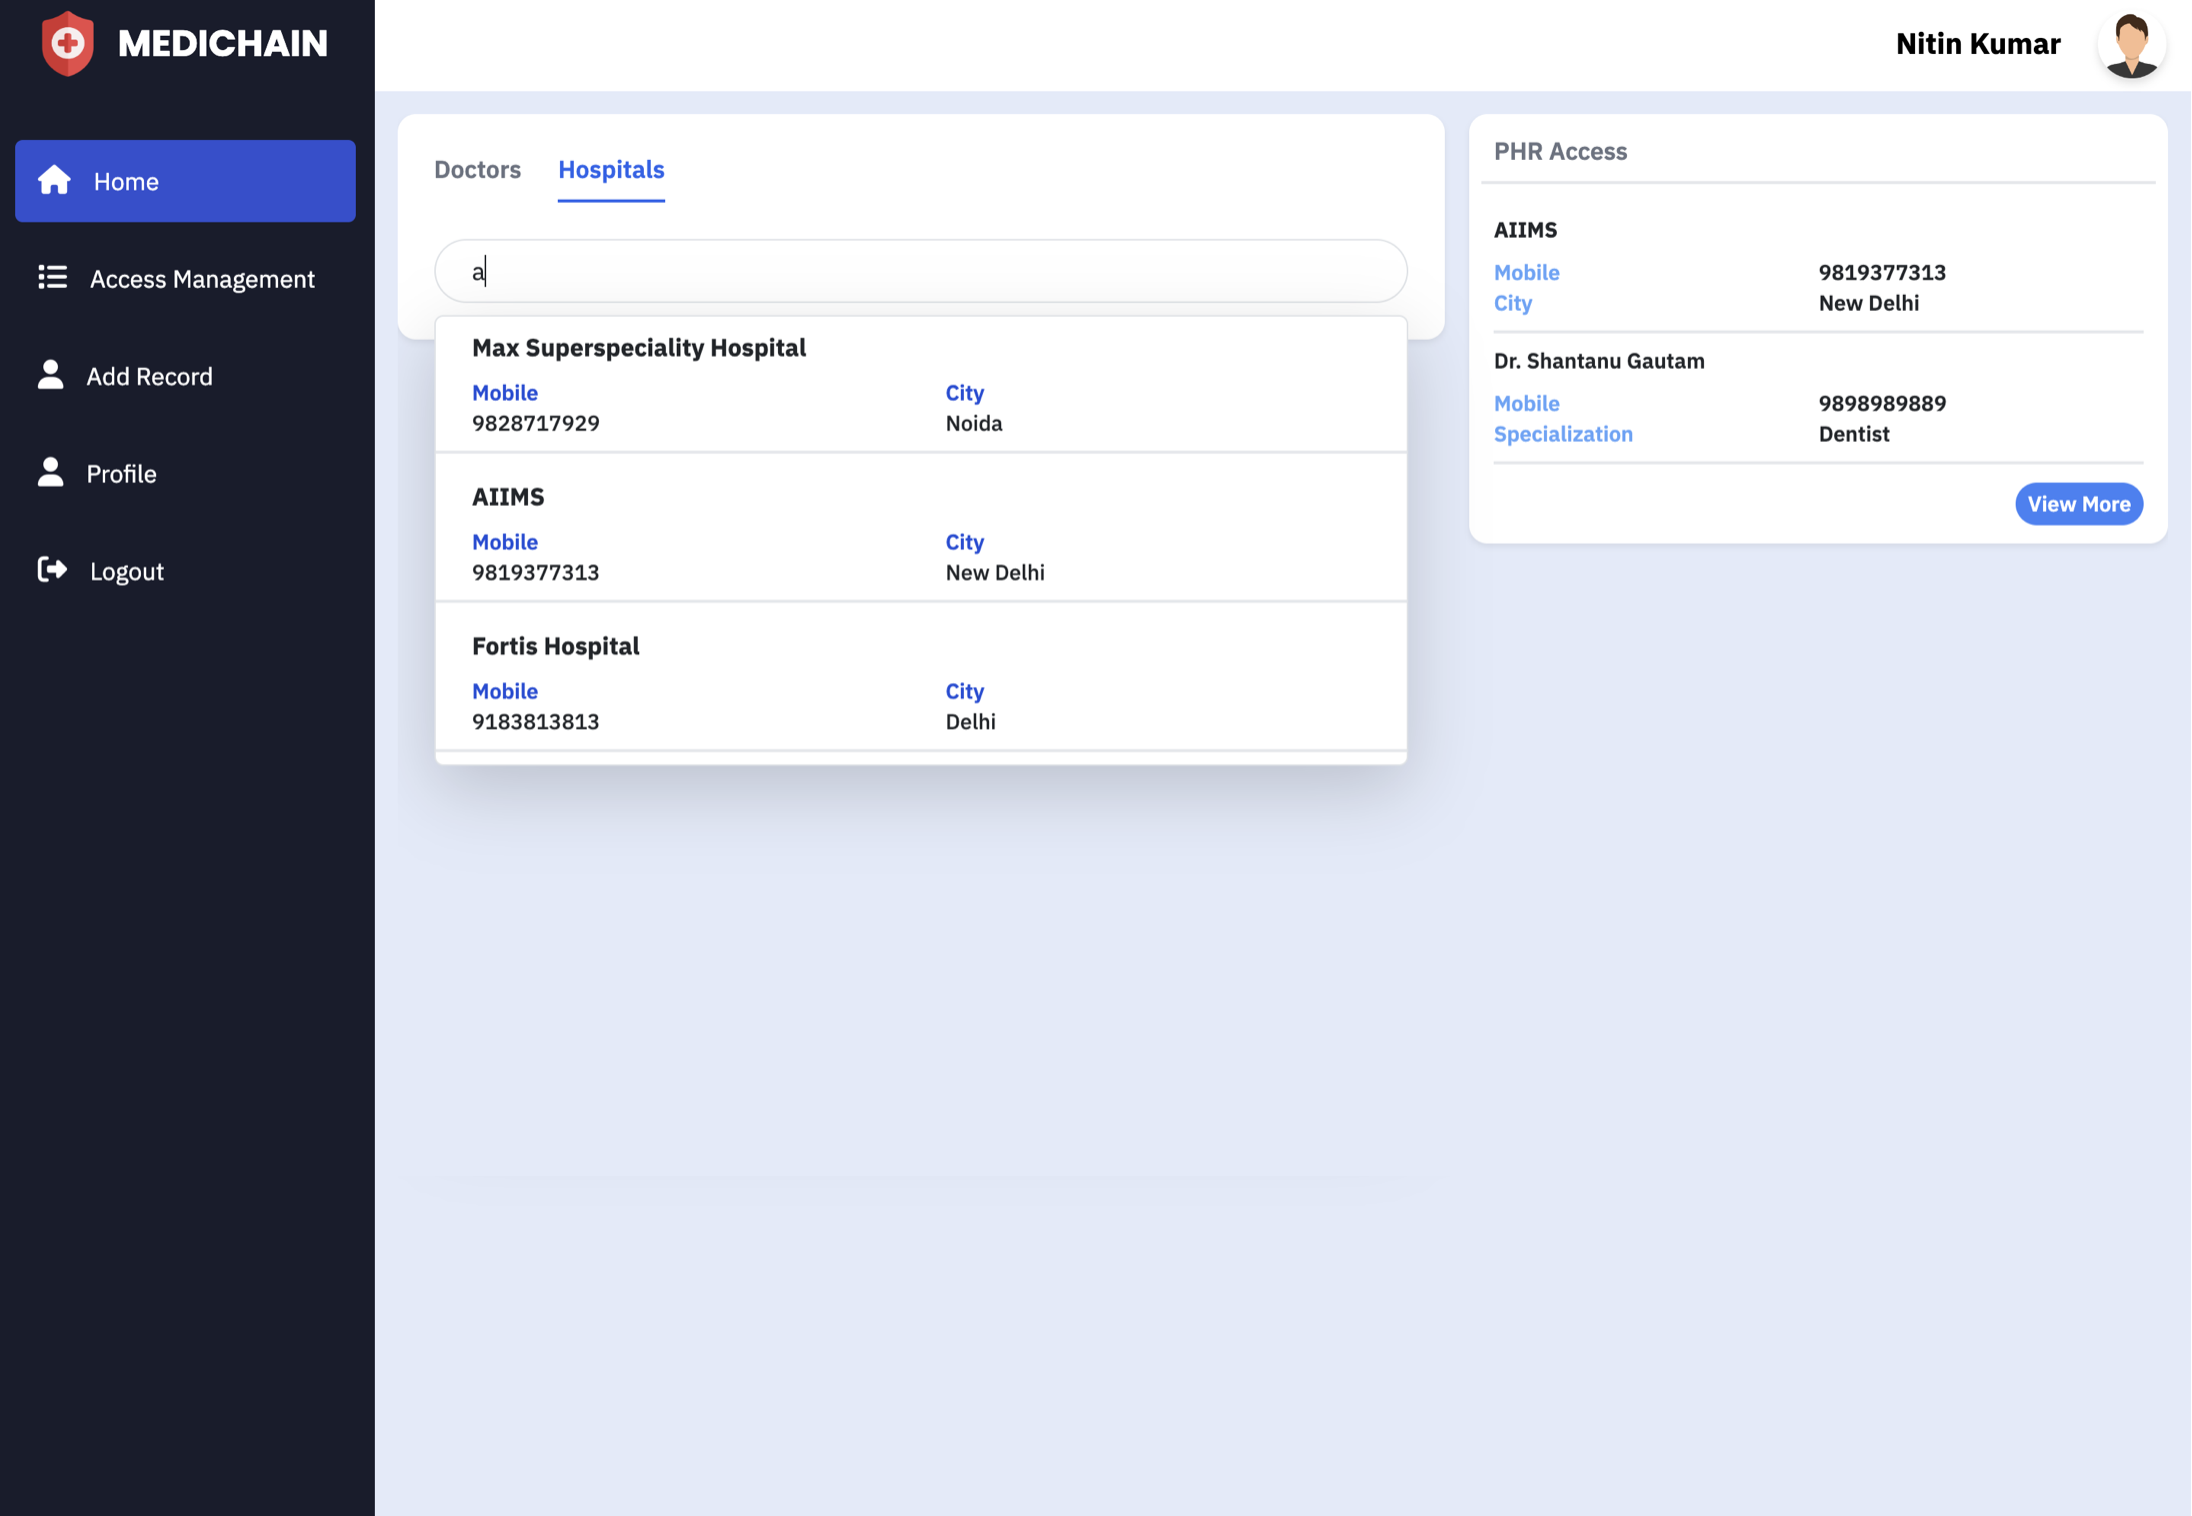 MEDICHAIN
Nitin Kumar
Home
Access Management
Add Record
Profile
Logout
Doctors
Hospitals
a
Max Superspeciality Hospital
Mobile
City
9828717929
Noida
AIIMS
Mobile
City
9819377313
New Delhi
Fortis Hospital
Mobile
City
9183813813
Delhi
PHR Access
AIIMS
Mobile 9819377313
City New Delhi
Dr. Shantanu Gautam
Mobile 9898989889
Specialization Dentist
View More